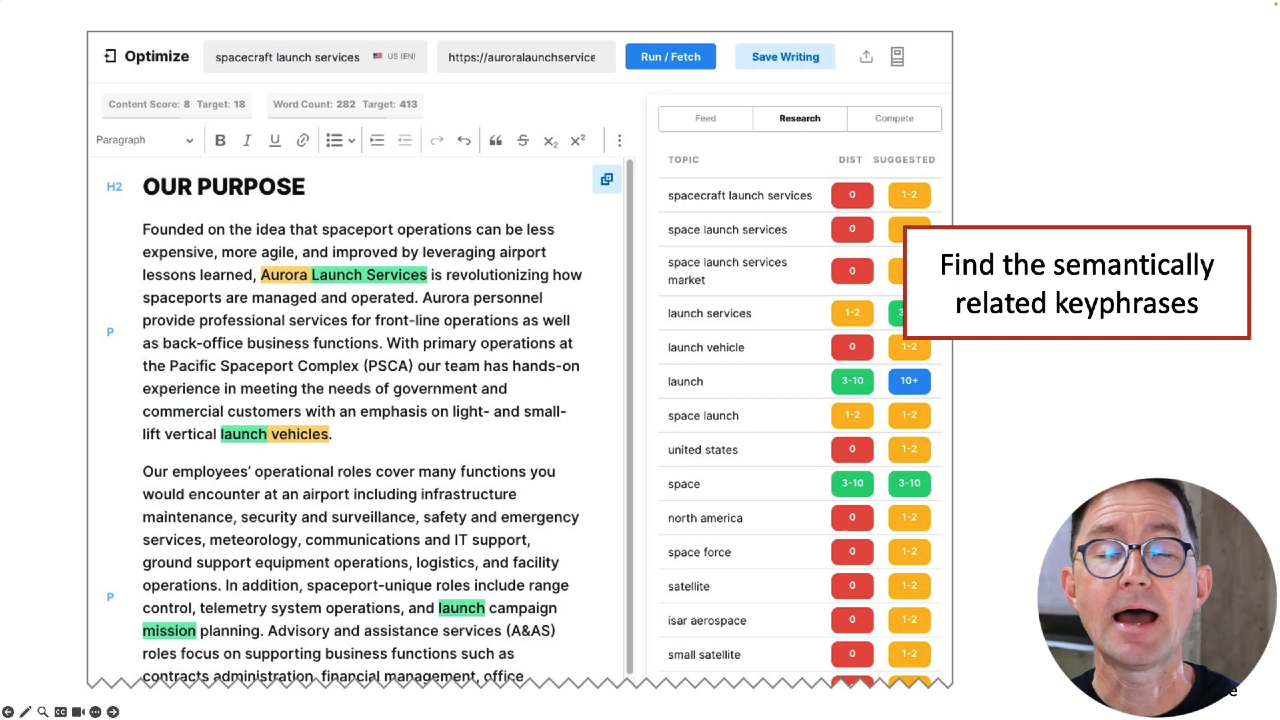 Optimize
spacecraft launch services
US (EN)
https://auroralaunchservice
Run / Fetch
Save Writing
Content Score: 8 Target: 18
Word Count: 282 Target: 413
Paragraph
B I U
X2 X2
H2
OUR PURPOSE
P
Founded on the idea that spaceport operations can be less
expensive, more agile, and improved by leveraging airport
lessons learned, Aurora Launch Services is revolutionizing how
spaceports are managed and operated. Aurora personnel
provide professional services for front-line operations as well
as back-office business functions. With primary operations at
the Pacific Spaceport Complex (PSCA) our team has hands-on
experience in meeting the needs of government and
commercial customers with an emphasis on light- and small-
lift vertical launch vehicles.
P
Our employees' operational roles cover many functions you
would encounter at an airport including infrastructure
maintenance, security and surveillance, safety and emergency
services, meteorology, communications and IT support,
ground support equipment operations, logistics, and facility
operations. In addition, spaceport-unique roles include range
control, telemetry system operations, and launch campaign
mission planning. Advisory and assistance services (A&AS)
roles focus on supporting business functions such as
contracts administration, financial management, office
Feed Research Compete
TOPIC DIST SUGGESTED
spacecraft launch services 0 1-2
space launch services 0
space launch services
market 0
launch services 1-2 3
launch vehicle 0 1-2
launch 3-10 10+
space launch 1-2 1-2
united states 0 1-2
space 3-10 3-10
north america 0 1-2
space force 0 1-2
satellite 0 1-2
isar aerospace 0 1-2
small satellite 0 1-2
Find the semantically
related keyphrases
CC